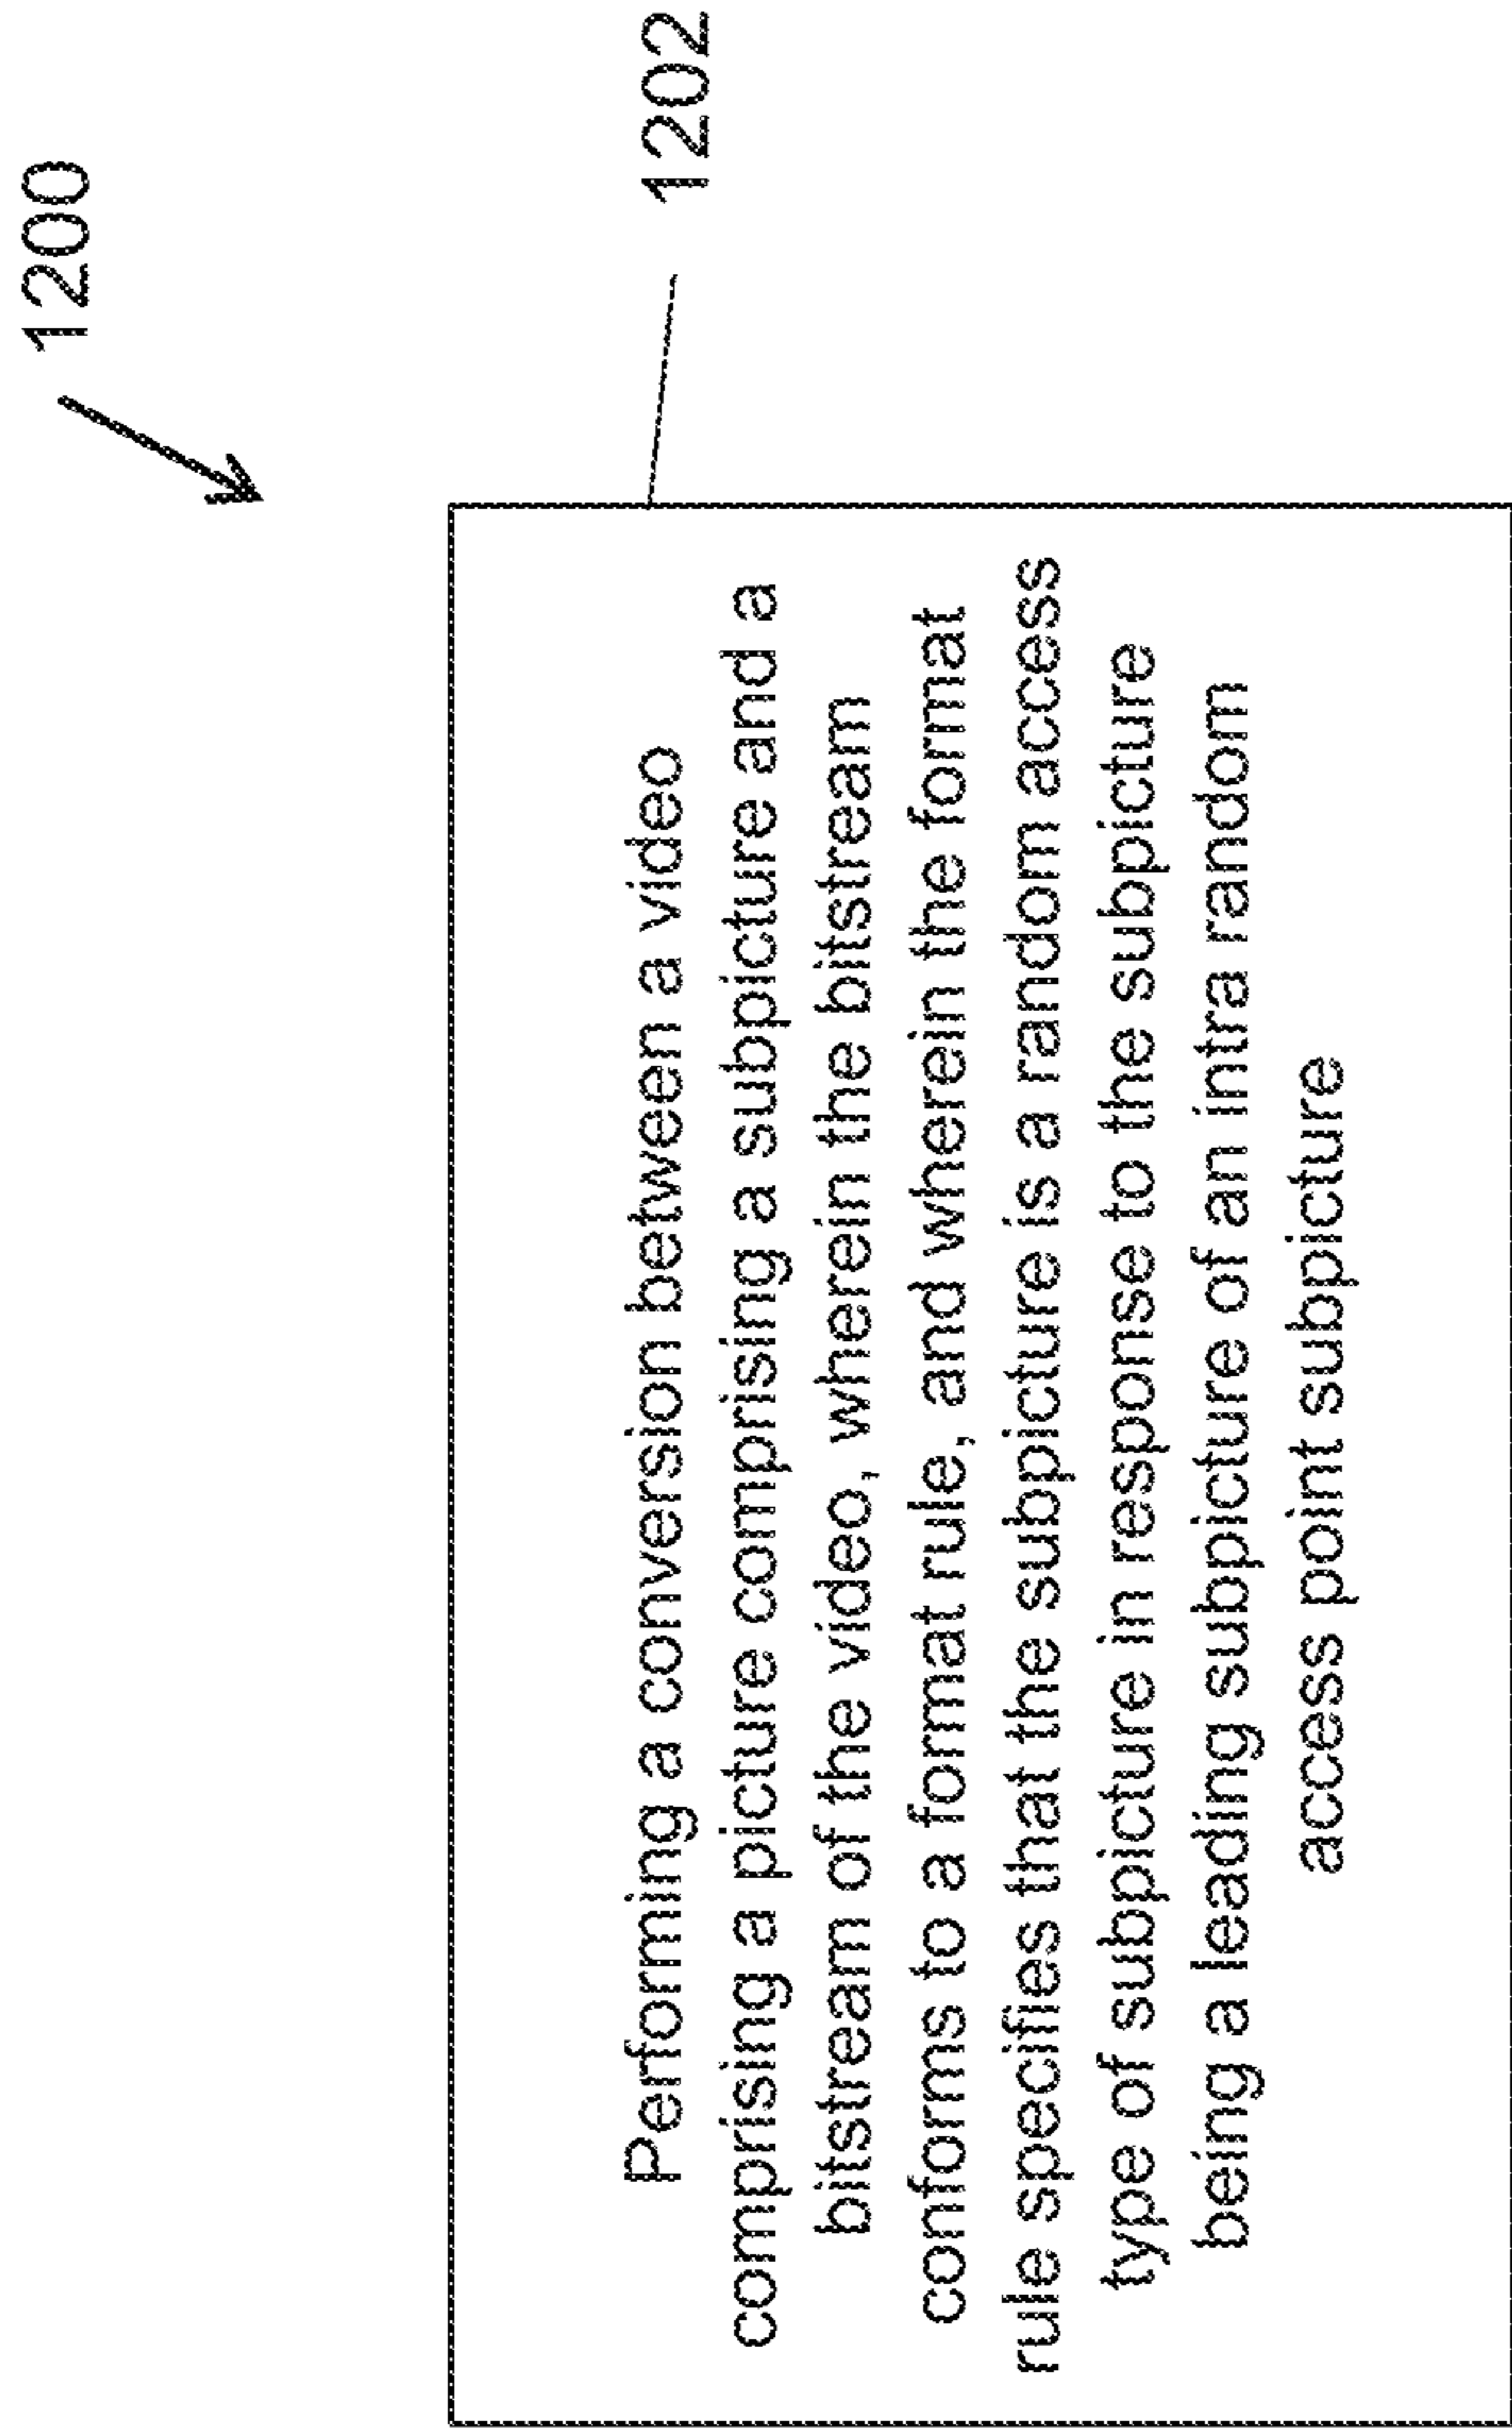 1200
1202
Performing a conversion between a video
comprising a picture comprising a subpicture and a
bitstream of the video, wherein the bitstream
conforms to a format rule, and wherein the format
rule specifies that the subpicture is a random access
type of subpicture in response to the subpicture
being a leading subpicture of an intra random
access point subpicture